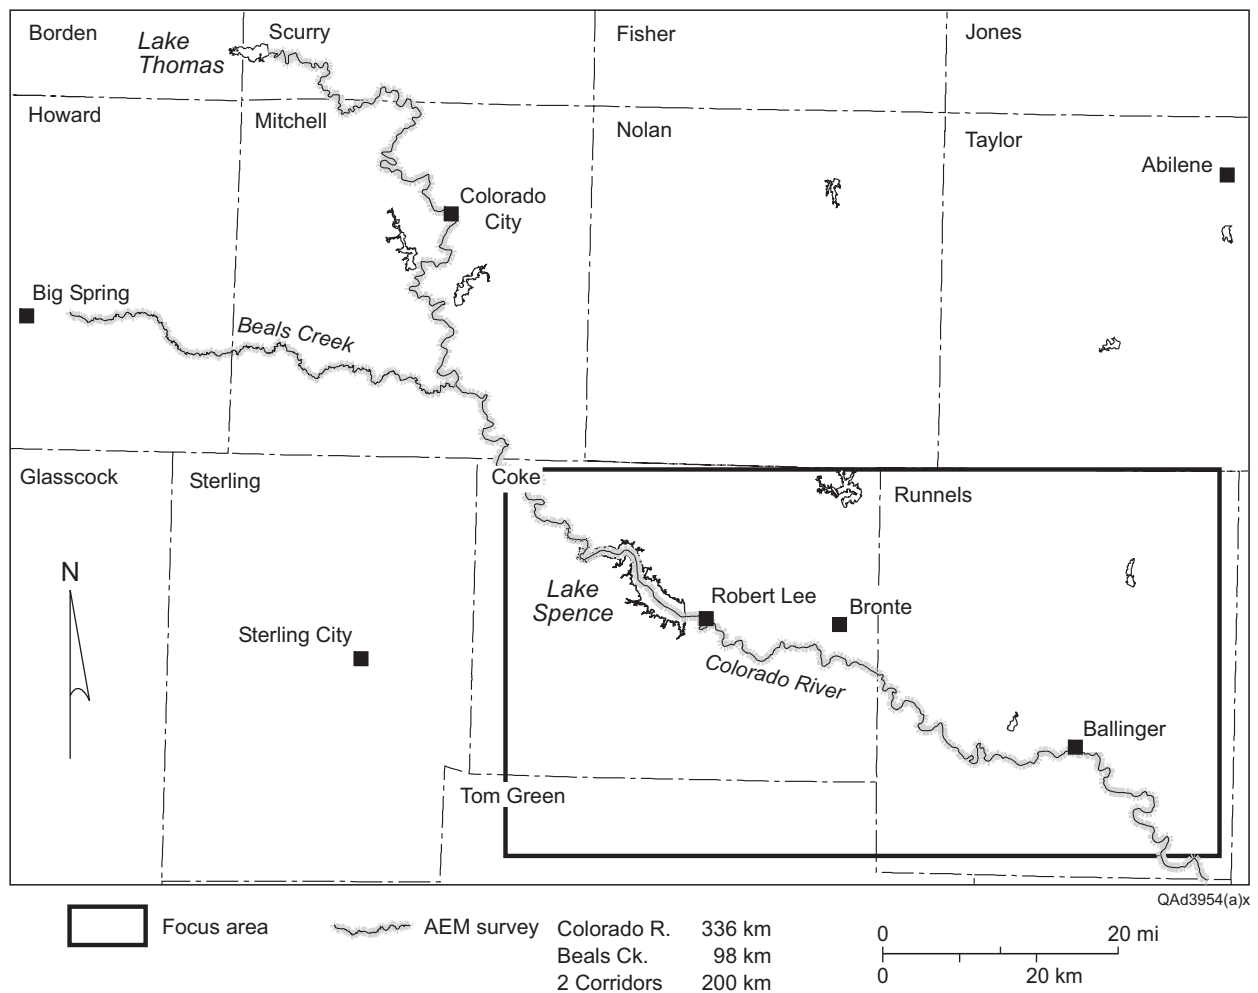 Borden
Lake
Thomas
Scurry
Fisher
Jones
Howard
Mitchell
Nolan
Taylor
Abilene
Colorado
City
Big Spring
Beals Creek
Glasscock
Sterling
Coke
Runnels
N
Lake
Spence
Robert Lee
Bronte
Sterling City
Colorado River
Ballinger
Tom Green
QAd3954(a)x
Focus area
AEM survey
Colorado R. 336 km
Beals Ck. 98 km
2 Corridors 200 km
0 20 mi
0 20 km